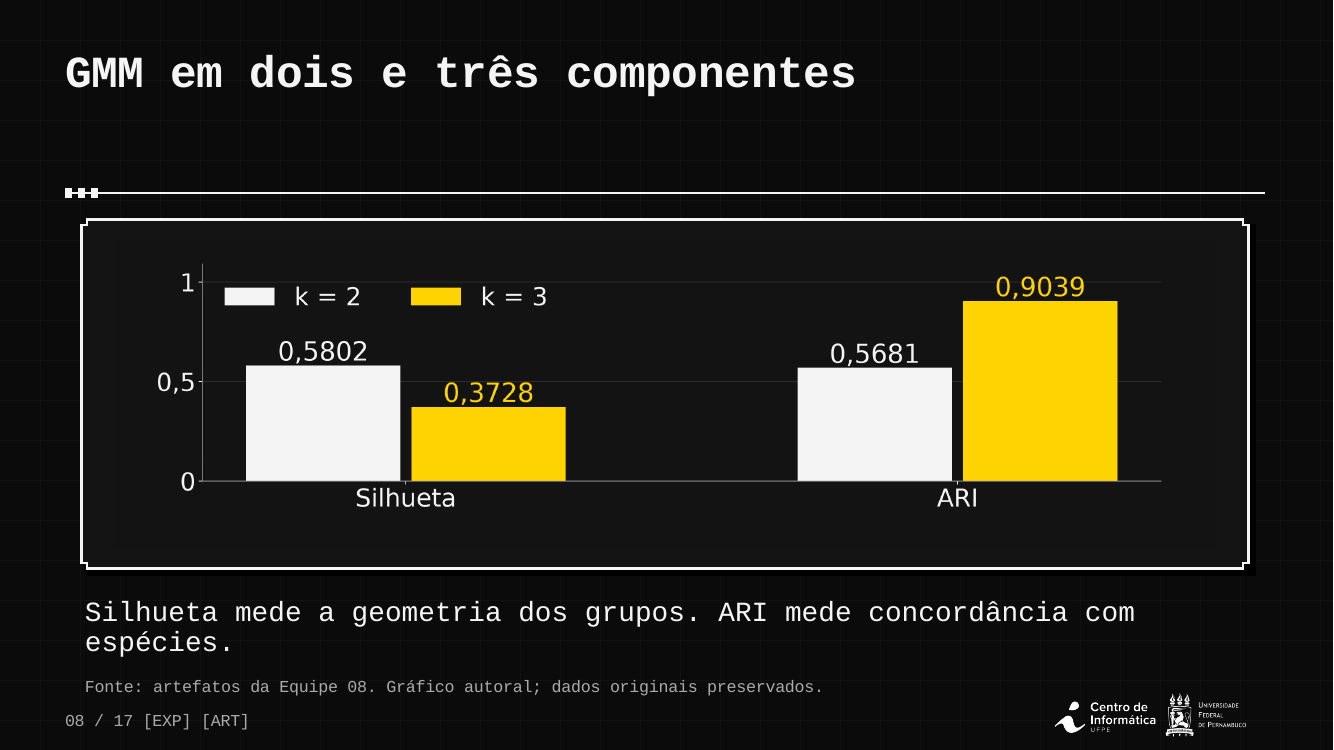 GMM em dois e três componentes
1
k = 2
k = 3
0,9039
0,5802
0,5681
0,5
0,3728
0
Silhueta
ARI
Silhueta mede a geometria dos grupos. ARI mede concordância com
espécies.
Fonte: artefatos da Equipe 08. Gráfico autoral; dados originais preservados.
08 / 17 [EXP] [ART]
Centro de
Informática
UFPE
Universidade
Federal
de Pernambuco